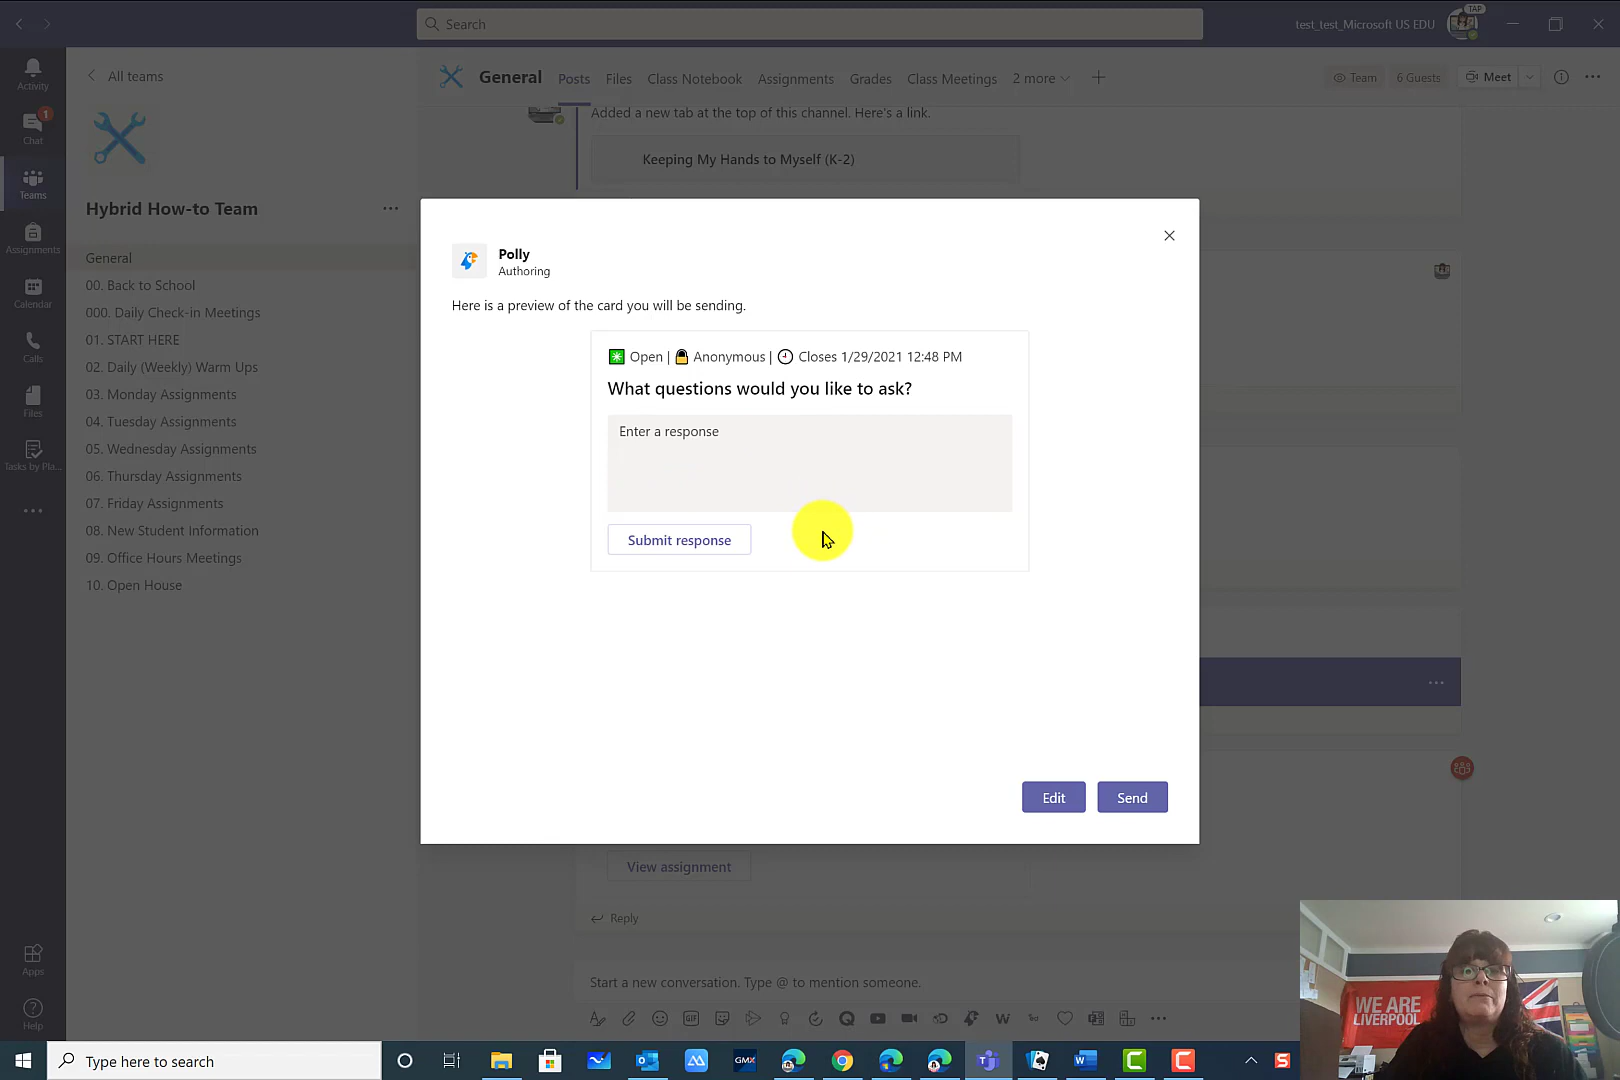 Search
test_test_Microsoft US EDU
TAP
Activity
1
Chat
Teams
Assignments
Calendar
Calls
Files
Tasks by Pla...
Apps
Help
All teams
Hybrid How-to Team
General
00. Back to School
000. Daily Check-in Meetings
01. START HERE
02. Daily (Weekly) Warm Ups
03. Monday Assignments
04. Tuesday Assignments
05. Wednesday Assignments
06. Thursday Assignments
07. Friday Assignments
08. New Student Information
09. Office Hours Meetings
10. Open House
General Posts Files Class Notebook Assignments Grades Class Meetings 2 more
Team 6 Guests Meet
Added a new tab at the top of this channel. Here's a link.
Keeping My Hands to Myself (K-2)
Polly
Authoring
Here is a preview of the card you will be sending.
Open | Anonymous | Closes 1/29/2021 12:48 PM
What questions would you like to ask?
Enter a response
Submit response
Edit Send
View assignment
Reply
Start a new conversation. Type @ to mention someone.
GIF
WE ARE
LIVERPOOL
Type here to search
GMX